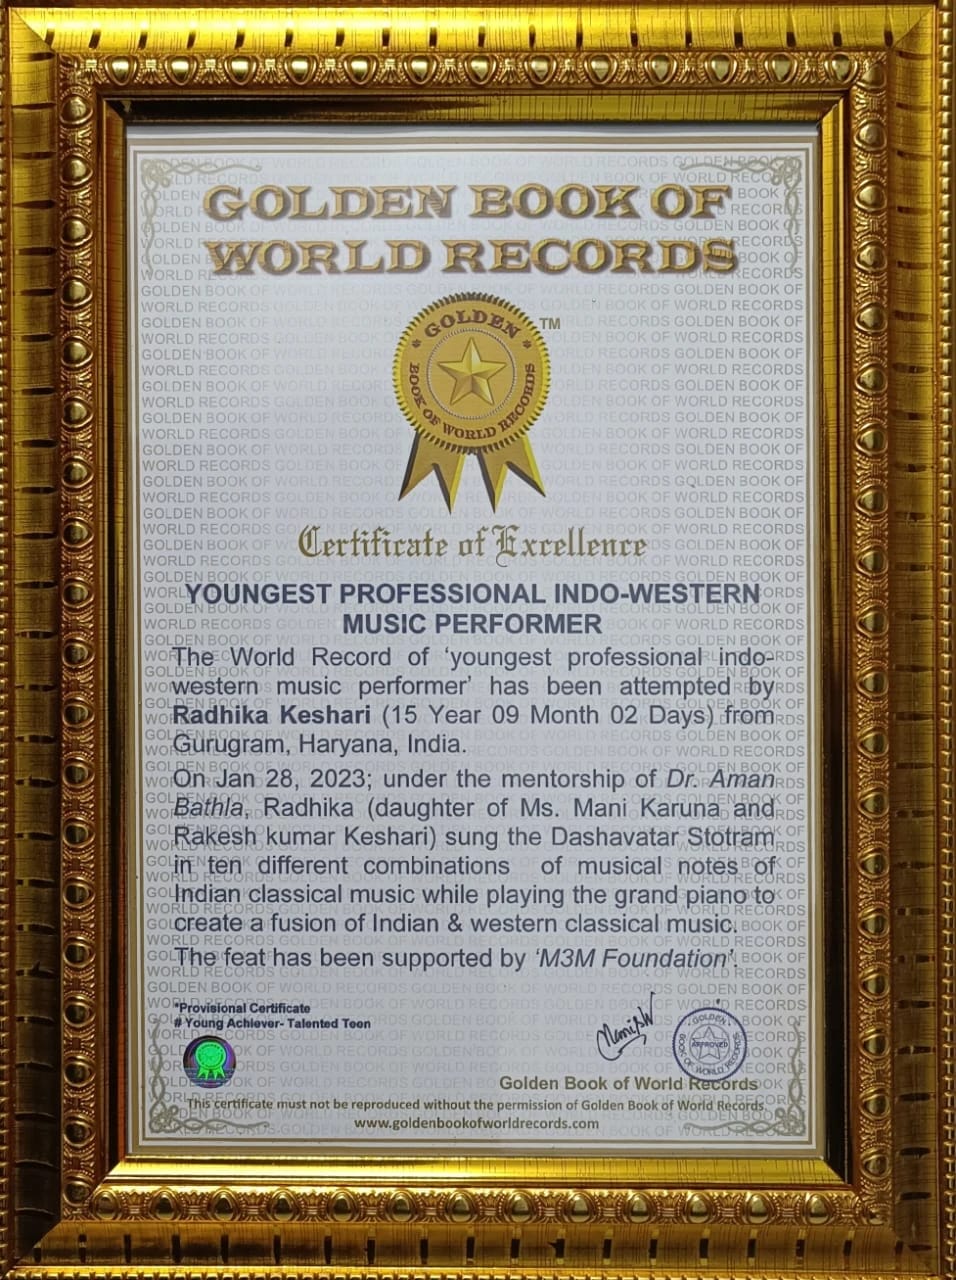 GOLDEN BOOK OF
WORLD RECORDS
GOLDEN
BOOK OF WORLD RECORDS
TM
Certificate of Excellence
YOUNGEST PROFESSIONAL INDO-WESTERN
MUSIC PERFORMER
The World Record of ‘youngest professional indo-
western music performer’ has been attempted by
Radhika Keshari (15 Year 09 Month 02 Days) from
Gurugram, Haryana, India.
On Jan 28, 2023; under the mentorship of Dr. Aman
Bathla, Radhika (daughter of Ms. Mani Karuna and
Rakesh kumar Keshari) sung the Dashavatar Stotram
in ten different combinations of musical notes of
Indian classical music while playing the grand piano to
create a fusion of Indian & western classical music.
The feat has been supported by ‘M3M Foundation’.
*Provisional Certificate
# Young Achiever- Talented Teen
GOLDEN
APPROVED
BOOK OF WORLD RECORDS
Golden Book of World Records
This certificate must not be reproduced without the permission of Golden Book of World Records.
www.goldenbookofworldrecords.com